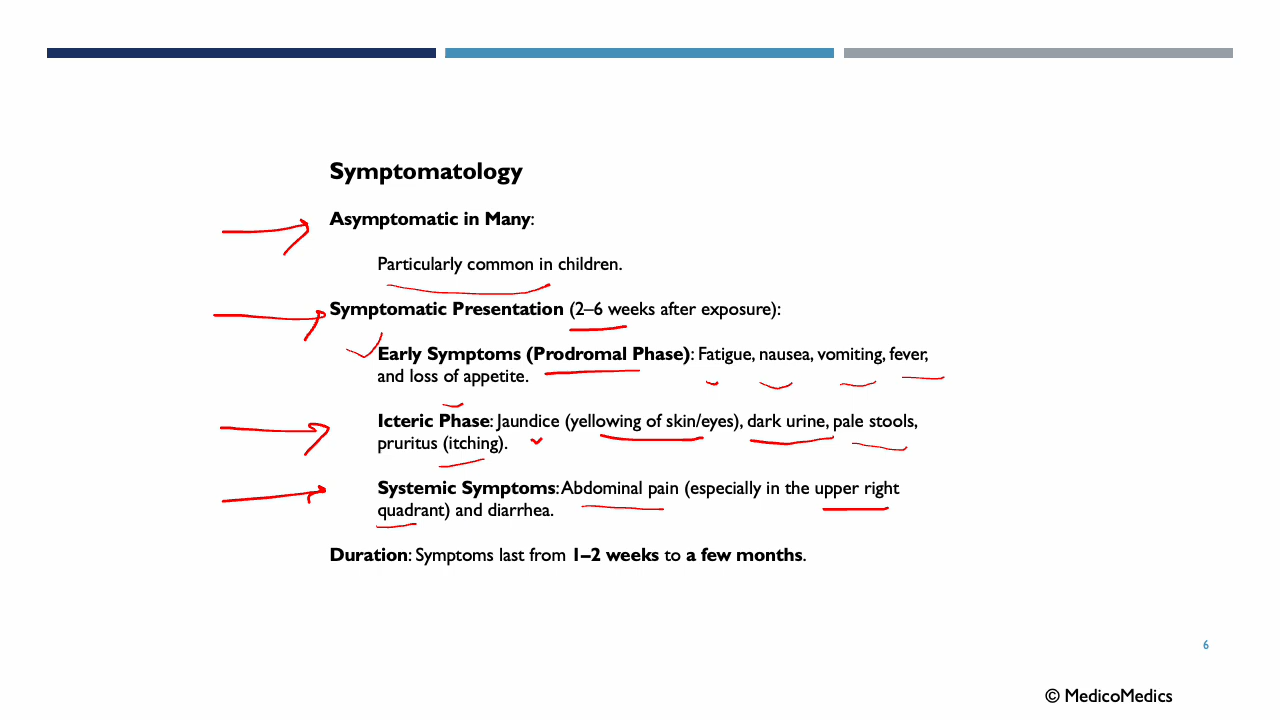 Symptomatology
Asymptomatic in Many:
Particularly common in children.
Symptomatic Presentation (2–6 weeks after exposure):
Early Symptoms (Prodromal Phase): Fatigue, nausea, vomiting, fever,
and loss of appetite.
Icteric Phase: Jaundice (yellowing of skin/eyes), dark urine, pale stools,
pruritus (itching).
Systemic Symptoms: Abdominal pain (especially in the upper right
quadrant) and diarrhea.
Duration: Symptoms last from 1–2 weeks to a few months.
6
© MedicoMedics